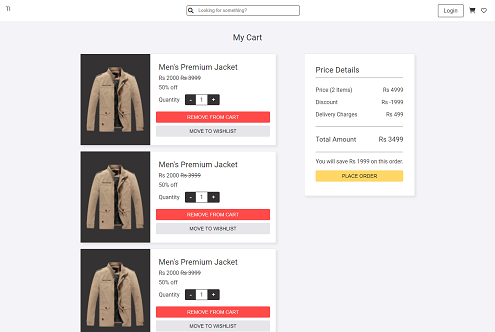 TI
Looking for something?
Login
My Cart
Men's Premium Jacket
Rs 2000 Rs 3999
50% off
Quantity - 1 +
REMOVE FROM CART
MOVE TO WISHLIST
Men's Premium Jacket
Rs 2000 Rs 3999
50% off
Quantity - 1 +
REMOVE FROM CART
MOVE TO WISHLIST
Men's Premium Jacket
Rs 2000 Rs 3999
50% off
Quantity - 1 +
REMOVE FROM CART
MOVE TO WISHLIST
Price Details
Price (2 Items) Rs 4999
Discount Rs -1999
Delivery Charges Rs 499
Total Amount Rs 3499
You will save Rs 1999 on this order.
PLACE ORDER